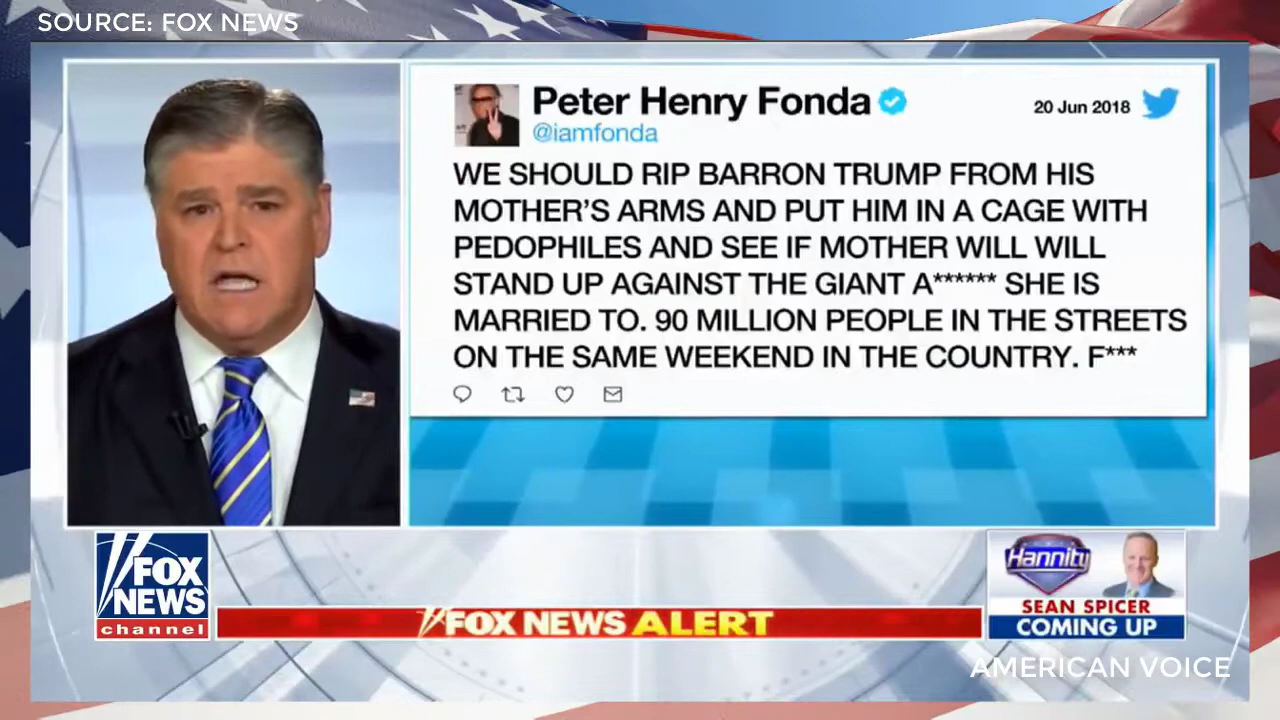 SOURCE: FOX NEWS
Peter Henry Fonda
@iamfonda
20 Jun 2018
WE SHOULD RIP BARRON TRUMP FROM HIS
MOTHER'S ARMS AND PUT HIM IN A CAGE WITH
PEDOPHILES AND SEE IF MOTHER WILL WILL
STAND UP AGAINST THE GIANT A****** SHE IS
MARRIED TO. 90 MILLION PEOPLE IN THE STREETS
ON THE SAME WEEKEND IN THE COUNTRY. F***
FOX
NEWS
channel
FOX NEWS ALERT
Hannity
SEAN SPICER
COMING UP
AMERICAN VOICE